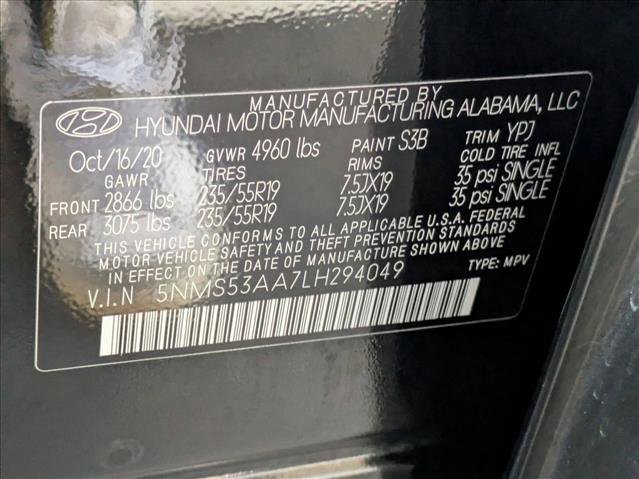 MANUFACTURED BY
HYUNDAI MOTOR MANUFACTURING ALABAMA, LLC
Oct/16/20 GVWR 4960 lbs PAINT S3B TRIM YPJ
GAWR TIRES RIMS COLD TIRE INFL
FRONT 2866 lbs 235/55R19 7.5JX19 35 psi SINGLE
REAR 3075 lbs 235/55R19 7.5JX19 35 psi SINGLE
THIS VEHICLE CONFORMS TO ALL APPLICABLE U.S.A. FEDERAL
MOTOR VEHICLE SAFETY AND THEFT PREVENTION STANDARDS
IN EFFECT ON THE DATE OF MANUFACTURE SHOWN ABOVE
V.I.N 5NMS53AA7LH294049 TYPE: MPV